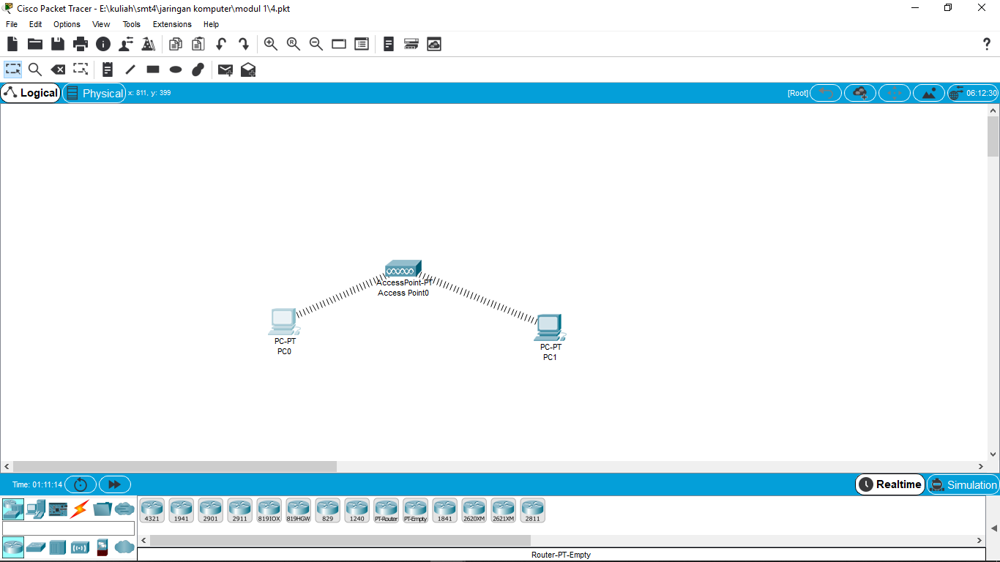 Cisco Packet Tracer - E:\kuliah\smt4\jaringan komputer\modul 1\4.pkt
File Edit Options View Tools Extensions Help
Logical Physical x: 811, y: 399 [Root] 06:12:30
AccessPoint-PT
Access Point0
PC-PT
PC0
PC-PT
PC1
Time: 01:11:14 Realtime Simulation
4321 1941 2901 2911 819IOX 819HGW 829 1240 PT-Router PT-Empty 1841 2620XM 2621XM 2811
Router-PT-Empty